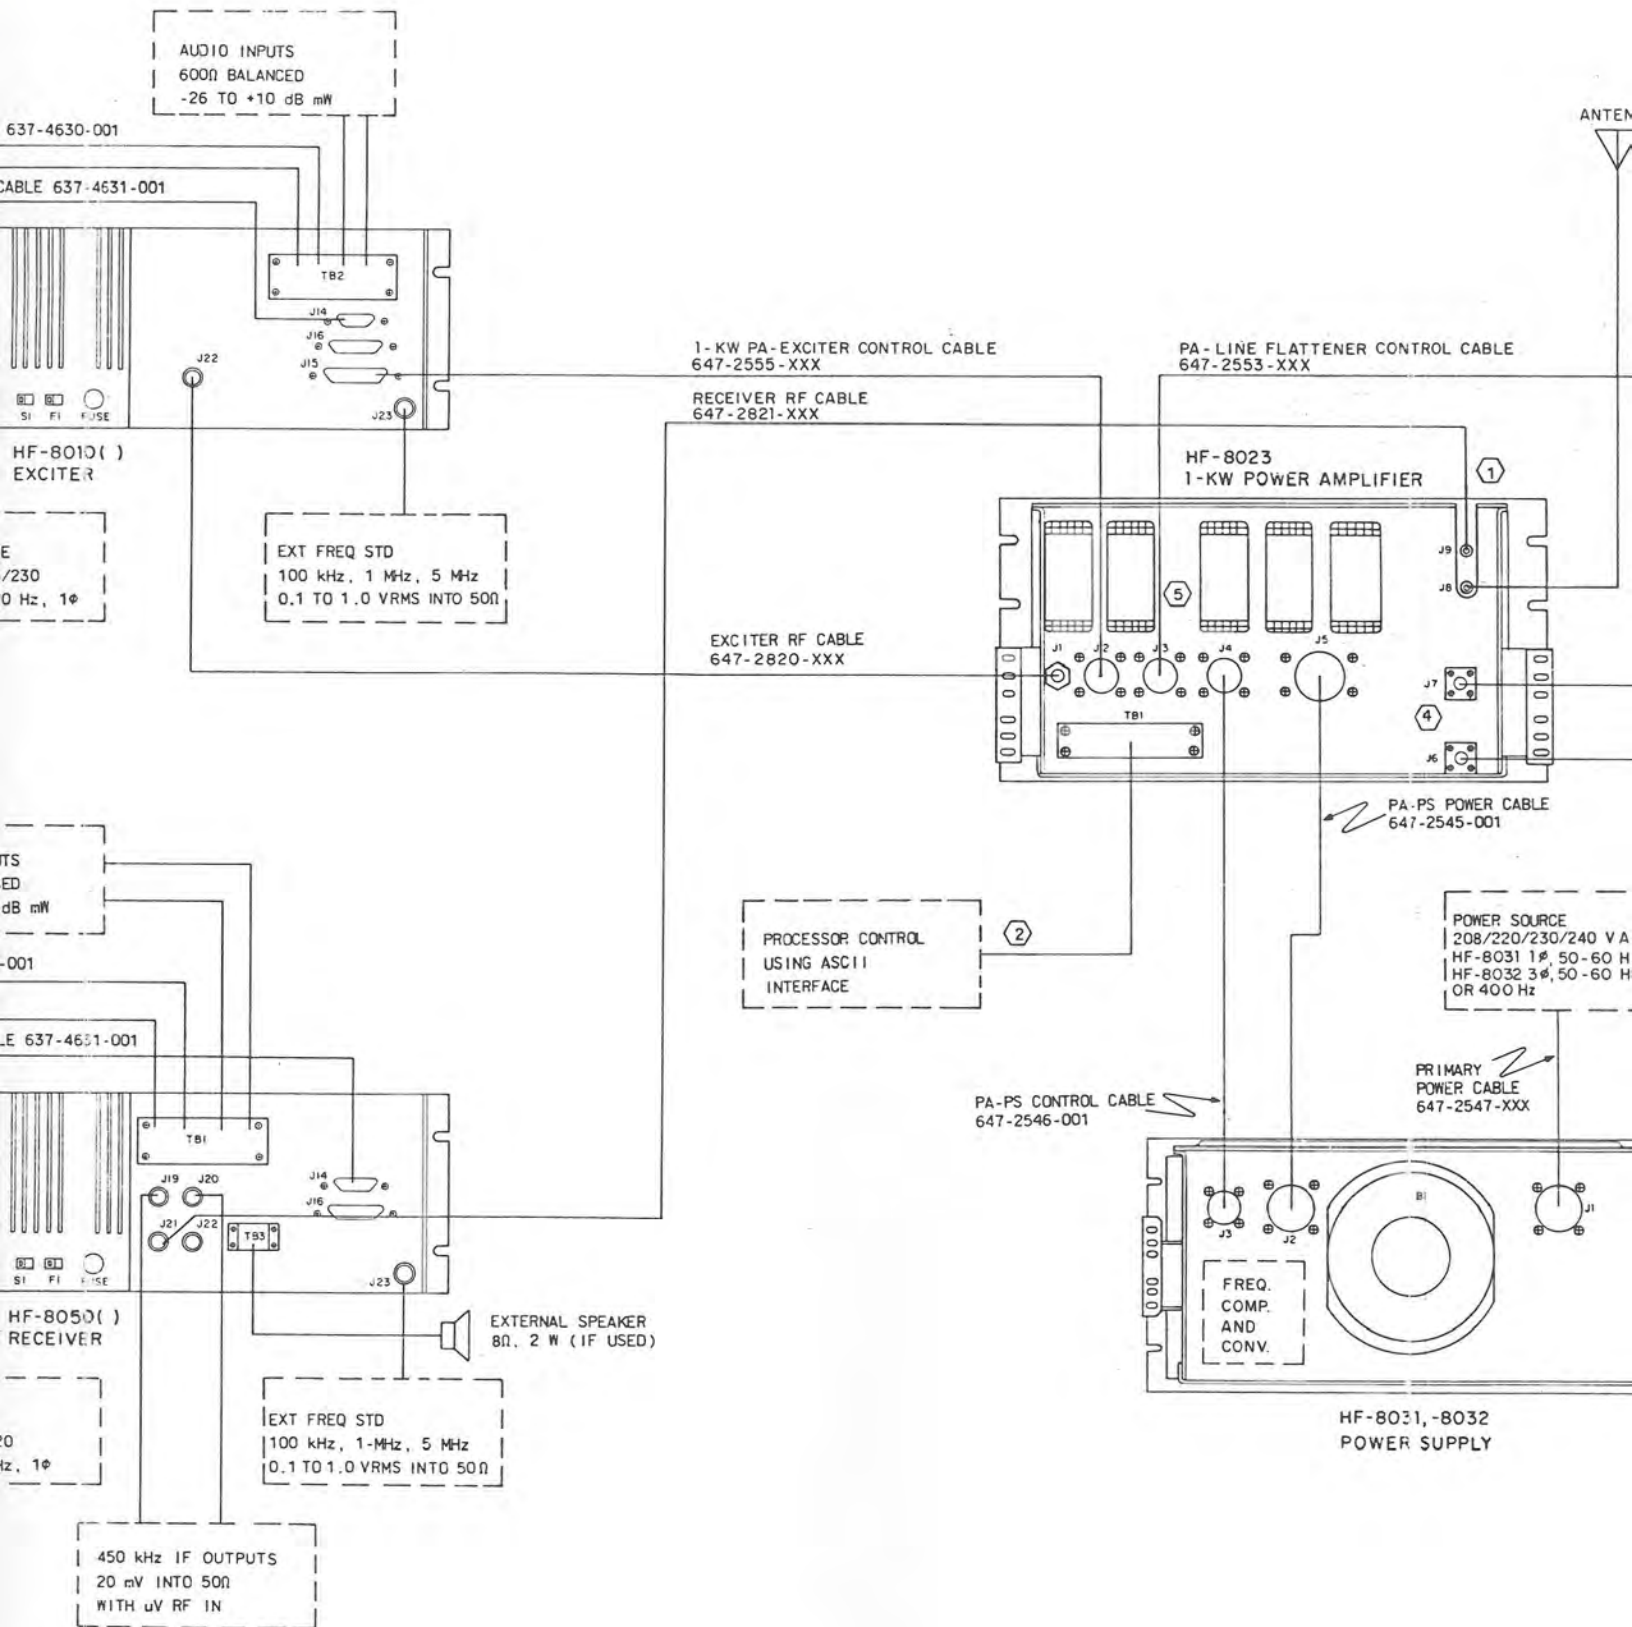 AUDIO INPUTS
600Ω BALANCED
-26 TO +10 dB mW
637-4630-001
CABLE 637-4631-001
TB2
J14
J16
J15
J22
J23
S1 F1 FUSE
HF-8010( )
EXCITER
E
/230
0 Hz, 1φ
EXT FREQ STD
100 kHz, 1 MHz, 5 MHz
0.1 TO 1.0 VRMS INTO 50Ω
1-KW PA-EXCITER CONTROL CABLE
647-2555-XXX
RECEIVER RF CABLE
647-2821-XXX
PA-LINE FLATTENER CONTROL CABLE
647-2553-XXX
ANTEN
HF-8023
1-KW POWER AMPLIFIER
1
J9
J8
5
EXCITER RF CABLE
647-2820-XXX
J1 J2 J3 J4 J5
J7
TB1
4
J6
PA-PS POWER CABLE
647-2545-001
UTS
ED
dB mW
-001
LE 637-4631-001
PROCESSOR CONTROL
USING ASCII
INTERFACE
2
POWER SOURCE
208/220/230/240 V A
HF-8031 1φ, 50-60 H
HF-8032 3φ, 50-60 H
OR 400 Hz
PRIMARY
POWER CABLE
647-2547-XXX
PA-PS CONTROL CABLE
647-2546-001
TB1
J19 J20
J21 J22
TB3
J14
J16
J23
S1 F1 FUSE
HF-8050( )
RECEIVER
EXTERNAL SPEAKER
8Ω, 2 W (IF USED)
20
Hz, 1φ
EXT FREQ STD
100 kHz, 1-MHz, 5 MHz
0.1 TO 1.0 VRMS INTO 50Ω
450 kHz IF OUTPUTS
20 mV INTO 50Ω
WITH uV RF IN
J3 J2
B1
J1
FREQ.
COMP.
AND
CONV.
HF-8031,-8032
POWER SUPPLY